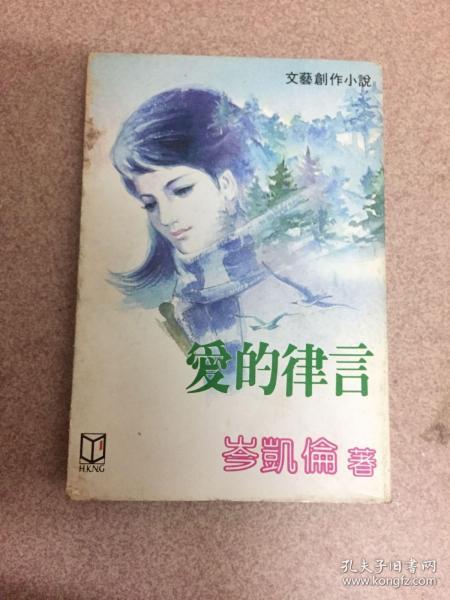 文藝創作小說
愛的律言
岑凱倫 著
H.K.N.G
孔夫子旧书网
www.kongfz.com